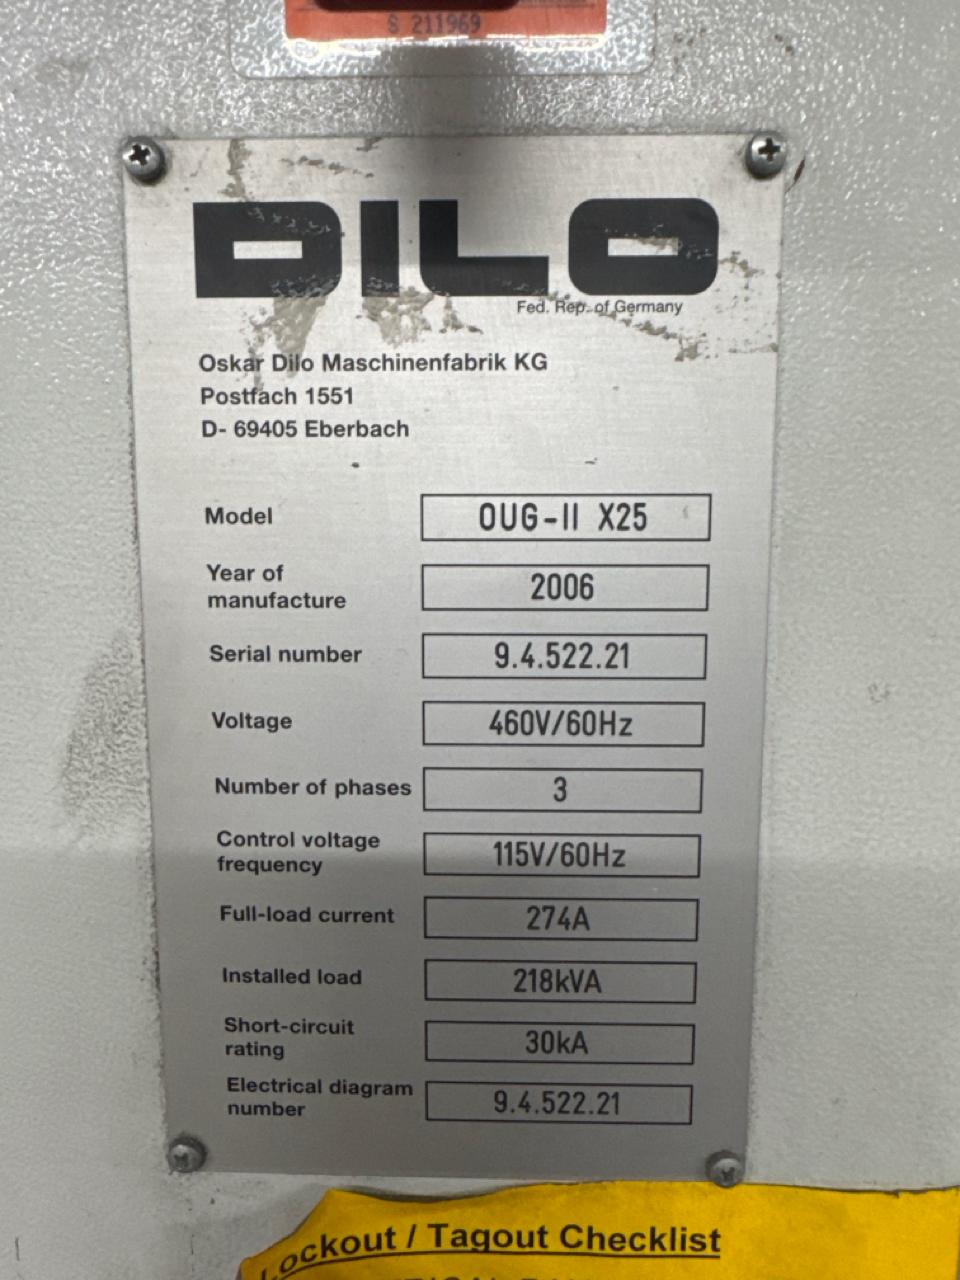 S 211969
DILO
Fed. Rep. of Germany
Oskar Dilo Maschinenfabrik KG
Postfach 1551
D- 69405 Eberbach
Model OUG-II X25
Year of manufacture 2006
Serial number 9.4.522.21
Voltage 460V/60Hz
Number of phases 3
Control voltage frequency 115V/60Hz
Full-load current 274A
Installed load 218kVA
Short-circuit rating 30kA
Electrical diagram number 9.4.522.21
Lockout / Tagout Checklist